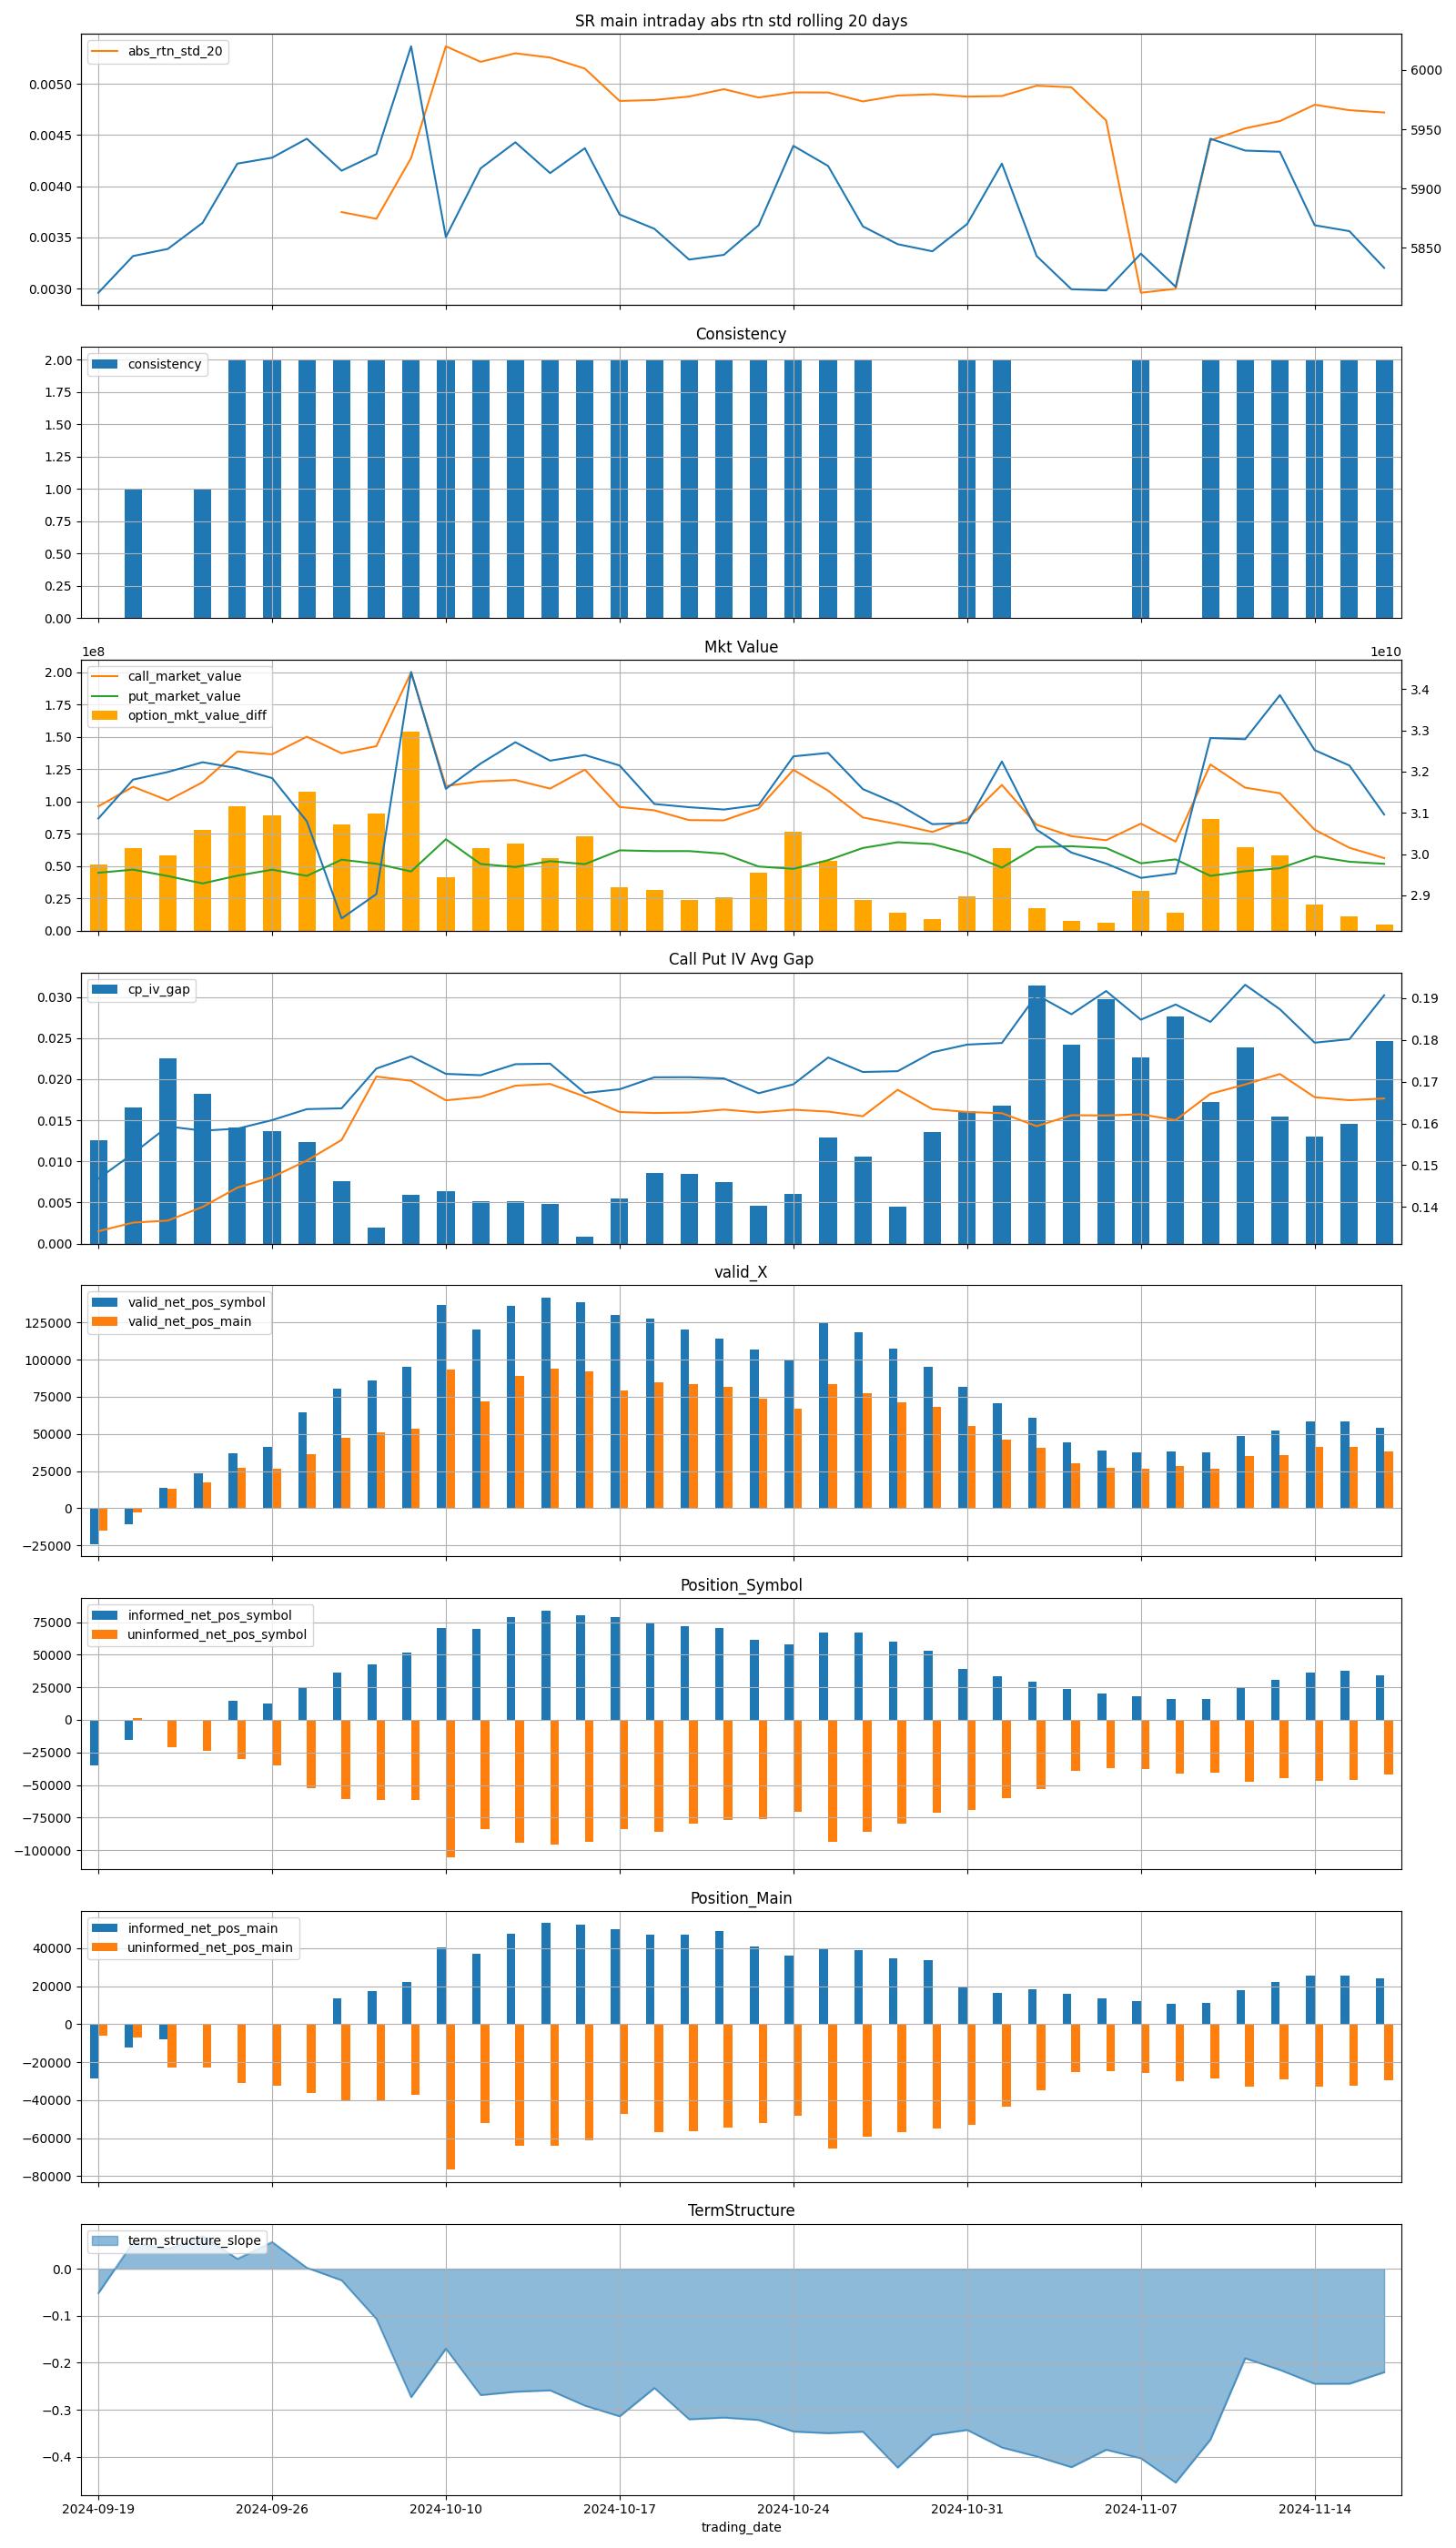 SR main intraday abs rtn std rolling 20 days
abs_rtn_std_20
0.0050
0.0045
0.0040
0.0035
0.0030
6000
5950
5900
5850
Consistency
consistency
2.00
1.75
1.50
1.25
1.00
0.75
0.50
0.25
0.00
Mkt Value
1e8
1e10
call_market_value
put_market_value
option_mkt_value_diff
2.00
1.75
1.50
1.25
1.00
0.75
0.50
0.25
0.00
3.4
3.3
3.2
3.1
3.0
2.9
Call Put IV Avg Gap
cp_iv_gap
0.030
0.025
0.020
0.015
0.010
0.005
0.000
0.19
0.18
0.17
0.16
0.15
0.14
valid_X
valid_net_pos_symbol
valid_net_pos_main
125000
100000
75000
50000
25000
0
−25000
Position_Symbol
informed_net_pos_symbol
uninformed_net_pos_symbol
75000
50000
25000
0
−25000
−50000
−75000
−100000
Position_Main
informed_net_pos_main
uninformed_net_pos_main
40000
20000
0
−20000
−40000
−60000
−80000
TermStructure
term_structure_slope
0.0
−0.1
−0.2
−0.3
−0.4
2024-09-19 2024-09-26 2024-10-10 2024-10-17 2024-10-24 2024-10-31 2024-11-07 2024-11-14
trading_date